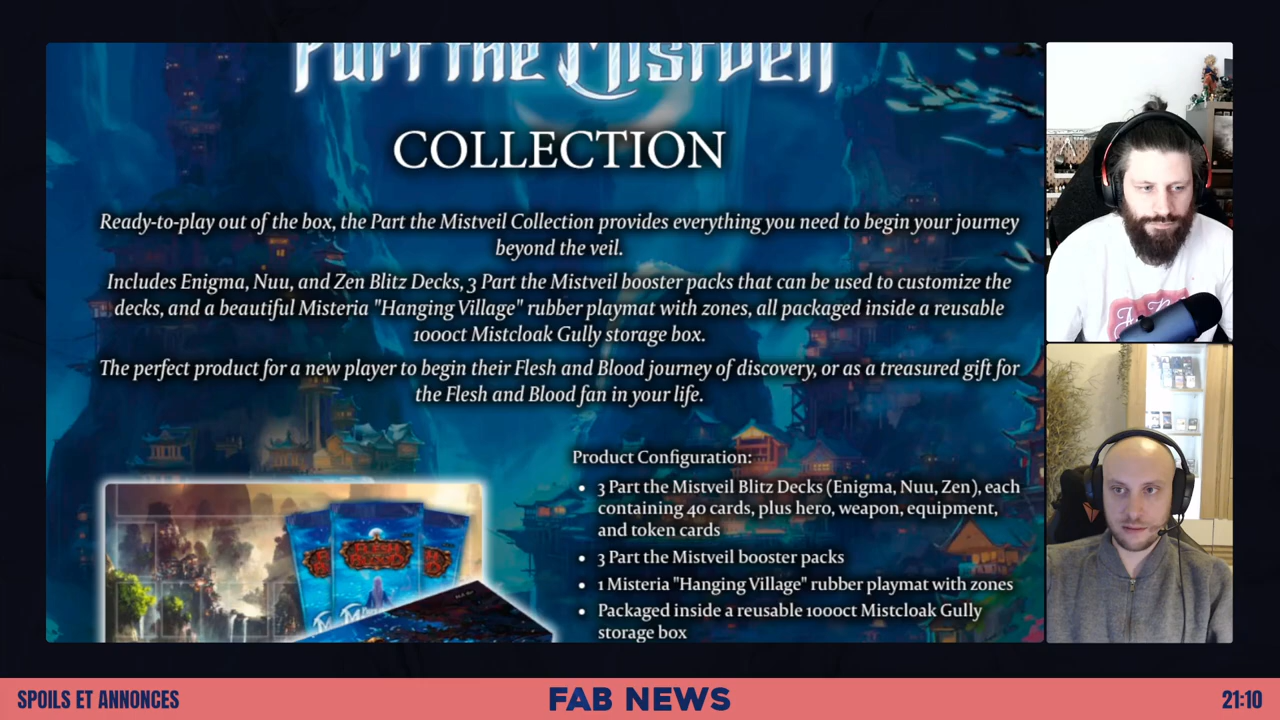 Part the Mistveil
COLLECTION
Ready-to-play out of the box, the Part the Mistveil Collection provides everything you need to begin your journey
beyond the veil.
Includes Enigma, Nuu, and Zen Blitz Decks, 3 Part the Mistveil booster packs that can be used to customize the
decks, and a beautiful Misteria "Hanging Village" rubber playmat with zones, all packaged inside a reusable
1000ct Mistcloak Gully storage box.
The perfect product for a new player to begin their Flesh and Blood journey of discovery, or as a treasured gift for
the Flesh and Blood fan in your life.
Product Configuration:
• 3 Part the Mistveil Blitz Decks (Enigma, Nuu, Zen), each
containing 40 cards, plus hero, weapon, equipment,
and token cards
• 3 Part the Mistveil booster packs
• 1 Misteria "Hanging Village" rubber playmat with zones
• Packaged inside a reusable 1000ct Mistcloak Gully
storage box
FLESH
BLOOD
SPOILS ET ANNONCES
FAB NEWS
21:10